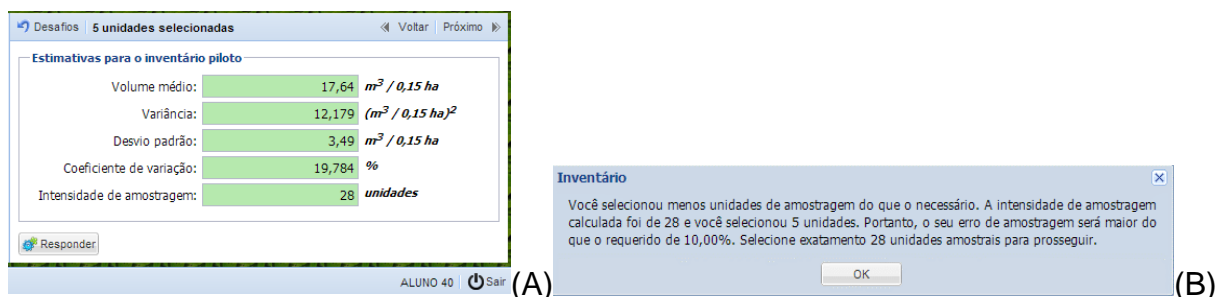 Desafios 5 unidades selecionadas Voltar Próximo
Estimativas para o inventário piloto
Volume médio: 17,64 m³ / 0,15 ha
Variância: 12,179 (m³ / 0,15 ha)²
Desvio padrão: 3,49 m³ / 0,15 ha
Coeficiente de variação: 19,784 %
Intensidade de amostragem: 28 unidades
Responder
ALUNO 40 Sair
(A)
Inventário
Você selecionou menos unidades de amostragem do que o necessário. A intensidade de amostragem
calculada foi de 28 e você selecionou 5 unidades. Portanto, o seu erro de amostragem será maior do
que o requerido de 10,00%. Selecione exatamento 28 unidades amostrais para prosseguir.
OK
(B)